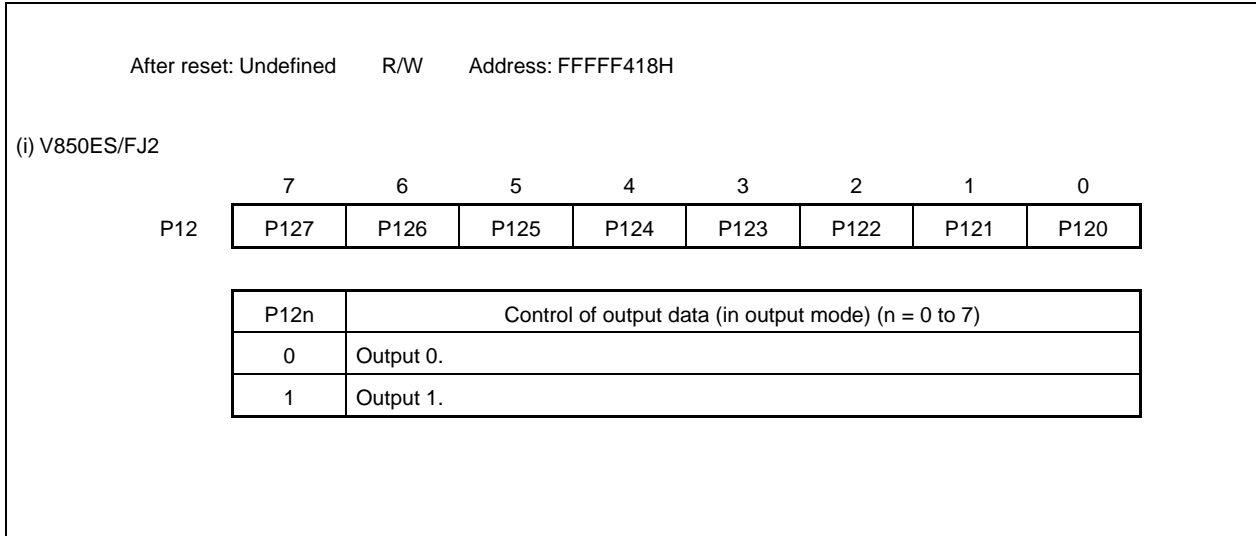 After reset: Undefined R/W Address: FFFFF418H
(i) V850ES/FJ2
7 6 5 4 3 2 1 0
P12 P127 P126 P125 P124 P123 P122 P121 P120
P12n Control of output data (in output mode) (n = 0 to 7)
0 Output 0.
1 Output 1.